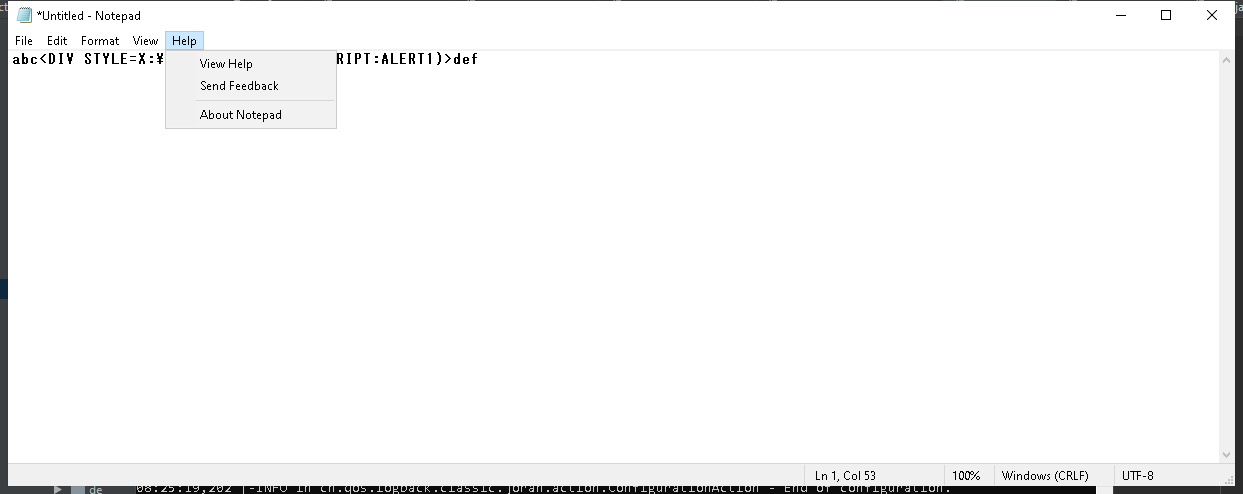 *Untitled - Notepad
File Edit Format View Help
abc<DIV STYLE=X:¥ RIPT:ALERT1)>def
View Help
Send Feedback
About Notepad
Ln 1, Col 53 100% Windows (CRLF) UTF-8
de 08:25:19,202 |-INFO in ch.qos.logback.classic.joran.action.ConfigurationAction - End of configuration.